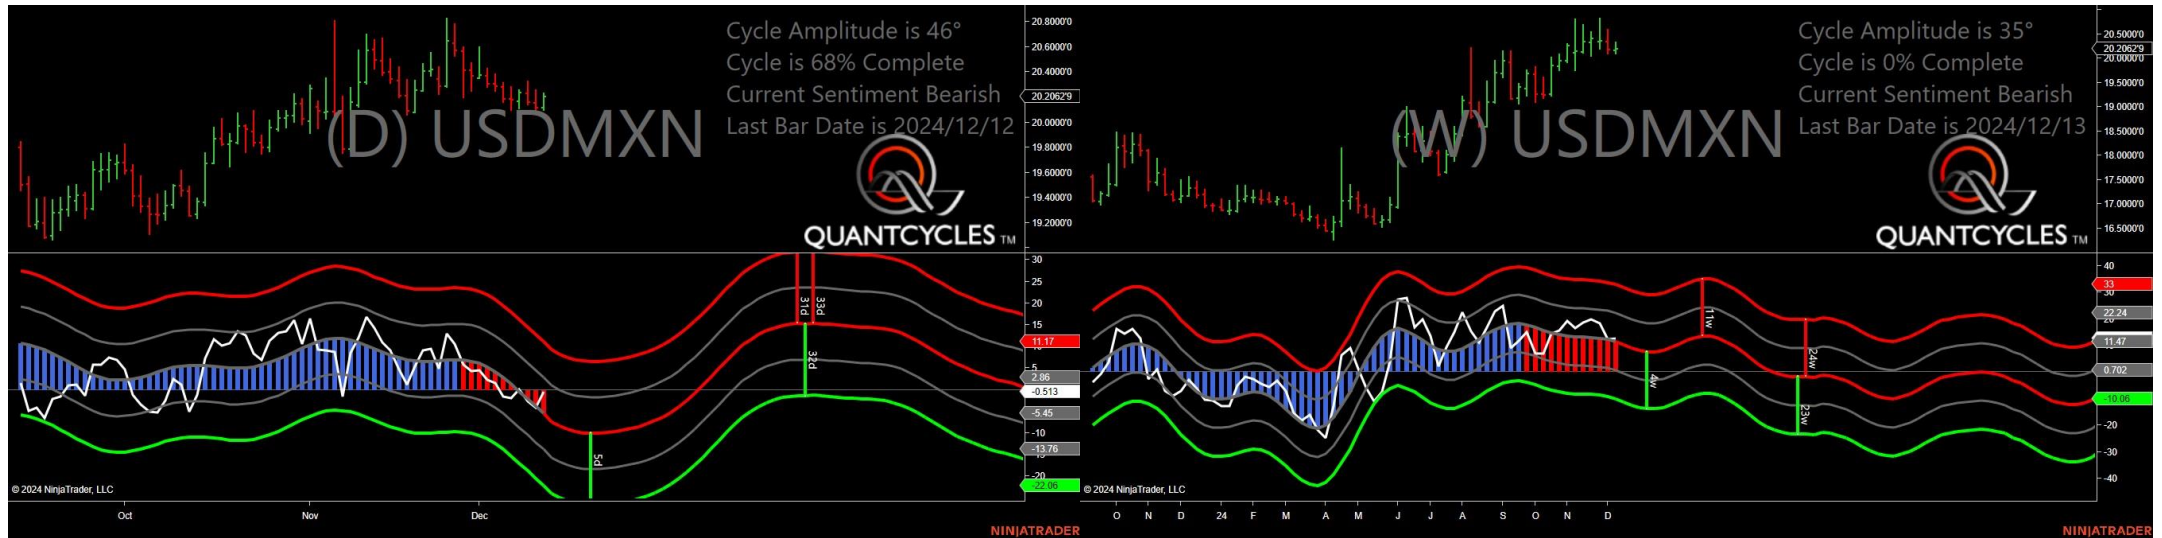 Cycle Amplitude is 46°
Cycle is 68% Complete
Current Sentiment Bearish
Last Bar Date is 2024/12/12
(D) USDMXN
QUANTCYCLES TM
20.8000'0
20.6000'0
20.4000'0
20.2062'9
20.0000'0
19.8000'0
19.6000'0
19.4000'0
19.2000'0
30
25
20
15
11.17
5
2.86
-0.513
-5.45
-10
-13.76
-20
-22.06
31d
33d
32d
5d
© 2024 NinjaTrader, LLC
Oct Nov Dec
NINJATRADER
Cycle Amplitude is 35°
Cycle is 0% Complete
Current Sentiment Bearish
Last Bar Date is 2024/12/13
(W) USDMXN
QUANTCYCLES TM
20.5000'0
20.2062'9
20.0000'0
19.5000'0
19.0000'0
18.5000'0
18.0000'0
17.5000'0
17.0000'0
16.5000'0
40
33
30
22.24
11.47
0.702
-10.06
-20
-30
-40
11w
24w
4w
23w
© 2024 NinjaTrader, LLC
O N D 24 F M A M J J A S O N D
NINJATRADER